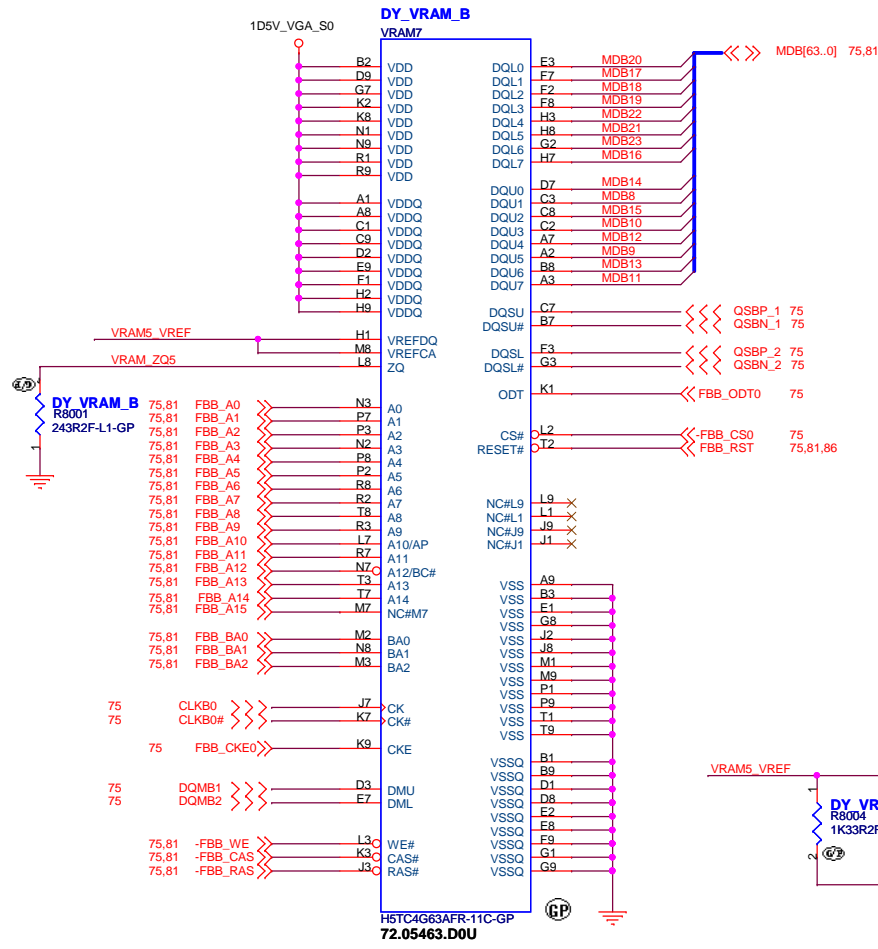 DY_VRAM_B
VRAM7
1D5V_VGA_S0
B2 VDD
D9 VDD
G7 VDD
K2 VDD
K8 VDD
N1 VDD
N9 VDD
R1 VDD
R9 VDD
A1 VDDQ
A8 VDDQ
C1 VDDQ
C9 VDDQ
D2 VDDQ
E9 VDDQ
F1 VDDQ
H2 VDDQ
H9 VDDQ
VRAM5_VREF H1 VREFDQ
M8 VREFCA
VRAM_ZQ5 L8 ZQ
DY_VRAM_B
R8001
243R2F-L1-GP
1
75,81 FBB_A0 N3 A0
75,81 FBB_A1 P7 A1
75,81 FBB_A2 P3 A2
75,81 FBB_A3 N2 A3
75,81 FBB_A4 P8 A4
75,81 FBB_A5 P2 A5
75,81 FBB_A6 R8 A6
75,81 FBB_A7 R2 A7
75,81 FBB_A8 T8 A8
75,81 FBB_A9 R3 A9
75,81 FBB_A10 L7 A10/AP
75,81 FBB_A11 R7 A11
75,81 FBB_A12 N7 A12/BC#
75,81 FBB_A13 T3 A13
75,81 FBB_A14 T7 A14
75,81 FBB_A15 M7 NC#M7
75,81 FBB_BA0 M2 BA0
75,81 FBB_BA1 N8 BA1
75,81 FBB_BA2 M3 BA2
75 CLKB0 J7 CK
75 CLKB0# K7 CK#
75 FBB_CKE0 K9 CKE
75 DQMB1 D3 DMU
75 DQMB2 E7 DML
75,81 -FBB_WE L3 WE#
75,81 -FBB_CAS K3 CAS#
75,81 -FBB_RAS J3 RAS#
MDB[63..0] 75,81
DQL0 E3 MDB20
DQL1 F7 MDB17
DQL2 F2 MDB18
DQL3 F8 MDB19
DQL4 H3 MDB22
DQL5 H8 MDB21
DQL6 G2 MDB23
DQL7 H7 MDB16
DQU0 D7 MDB14
DQU1 C3 MDB8
DQU2 C8 MDB15
DQU3 C2 MDB10
DQU4 A7 MDB12
DQU5 A2 MDB9
DQU6 B8 MDB13
DQU7 A3 MDB11
DQSU C7 QSBP_1 75
DQSU# B7 QSBN_1 75
DQSL F3 QSBP_2 75
DQSL# G3 QSBN_2 75
ODT K1 FBB_ODT0 75
CS# L2 -FBB_CS0 75
RESET# T2 FBB_RST 75,81,86
NC#L9 L9
NC#L1 L1
NC#J9 J9
NC#J1 J1
VSS A9
VSS B3
VSS E1
VSS G8
VSS J2
VSS J8
VSS M1
VSS M9
VSS P1
VSS P9
VSS T1
VSS T9
VSSQ B1
VSSQ B9
VSSQ D1
VSSQ D8
VSSQ E2
VSSQ E8
VSSQ F9
VSSQ G1
VSSQ G9
VRAM5_VREF
1
DY_VR
R8004
1K33R2F
2
H5TC4G63AFR-11C-GP
GP
72.05463.D0U